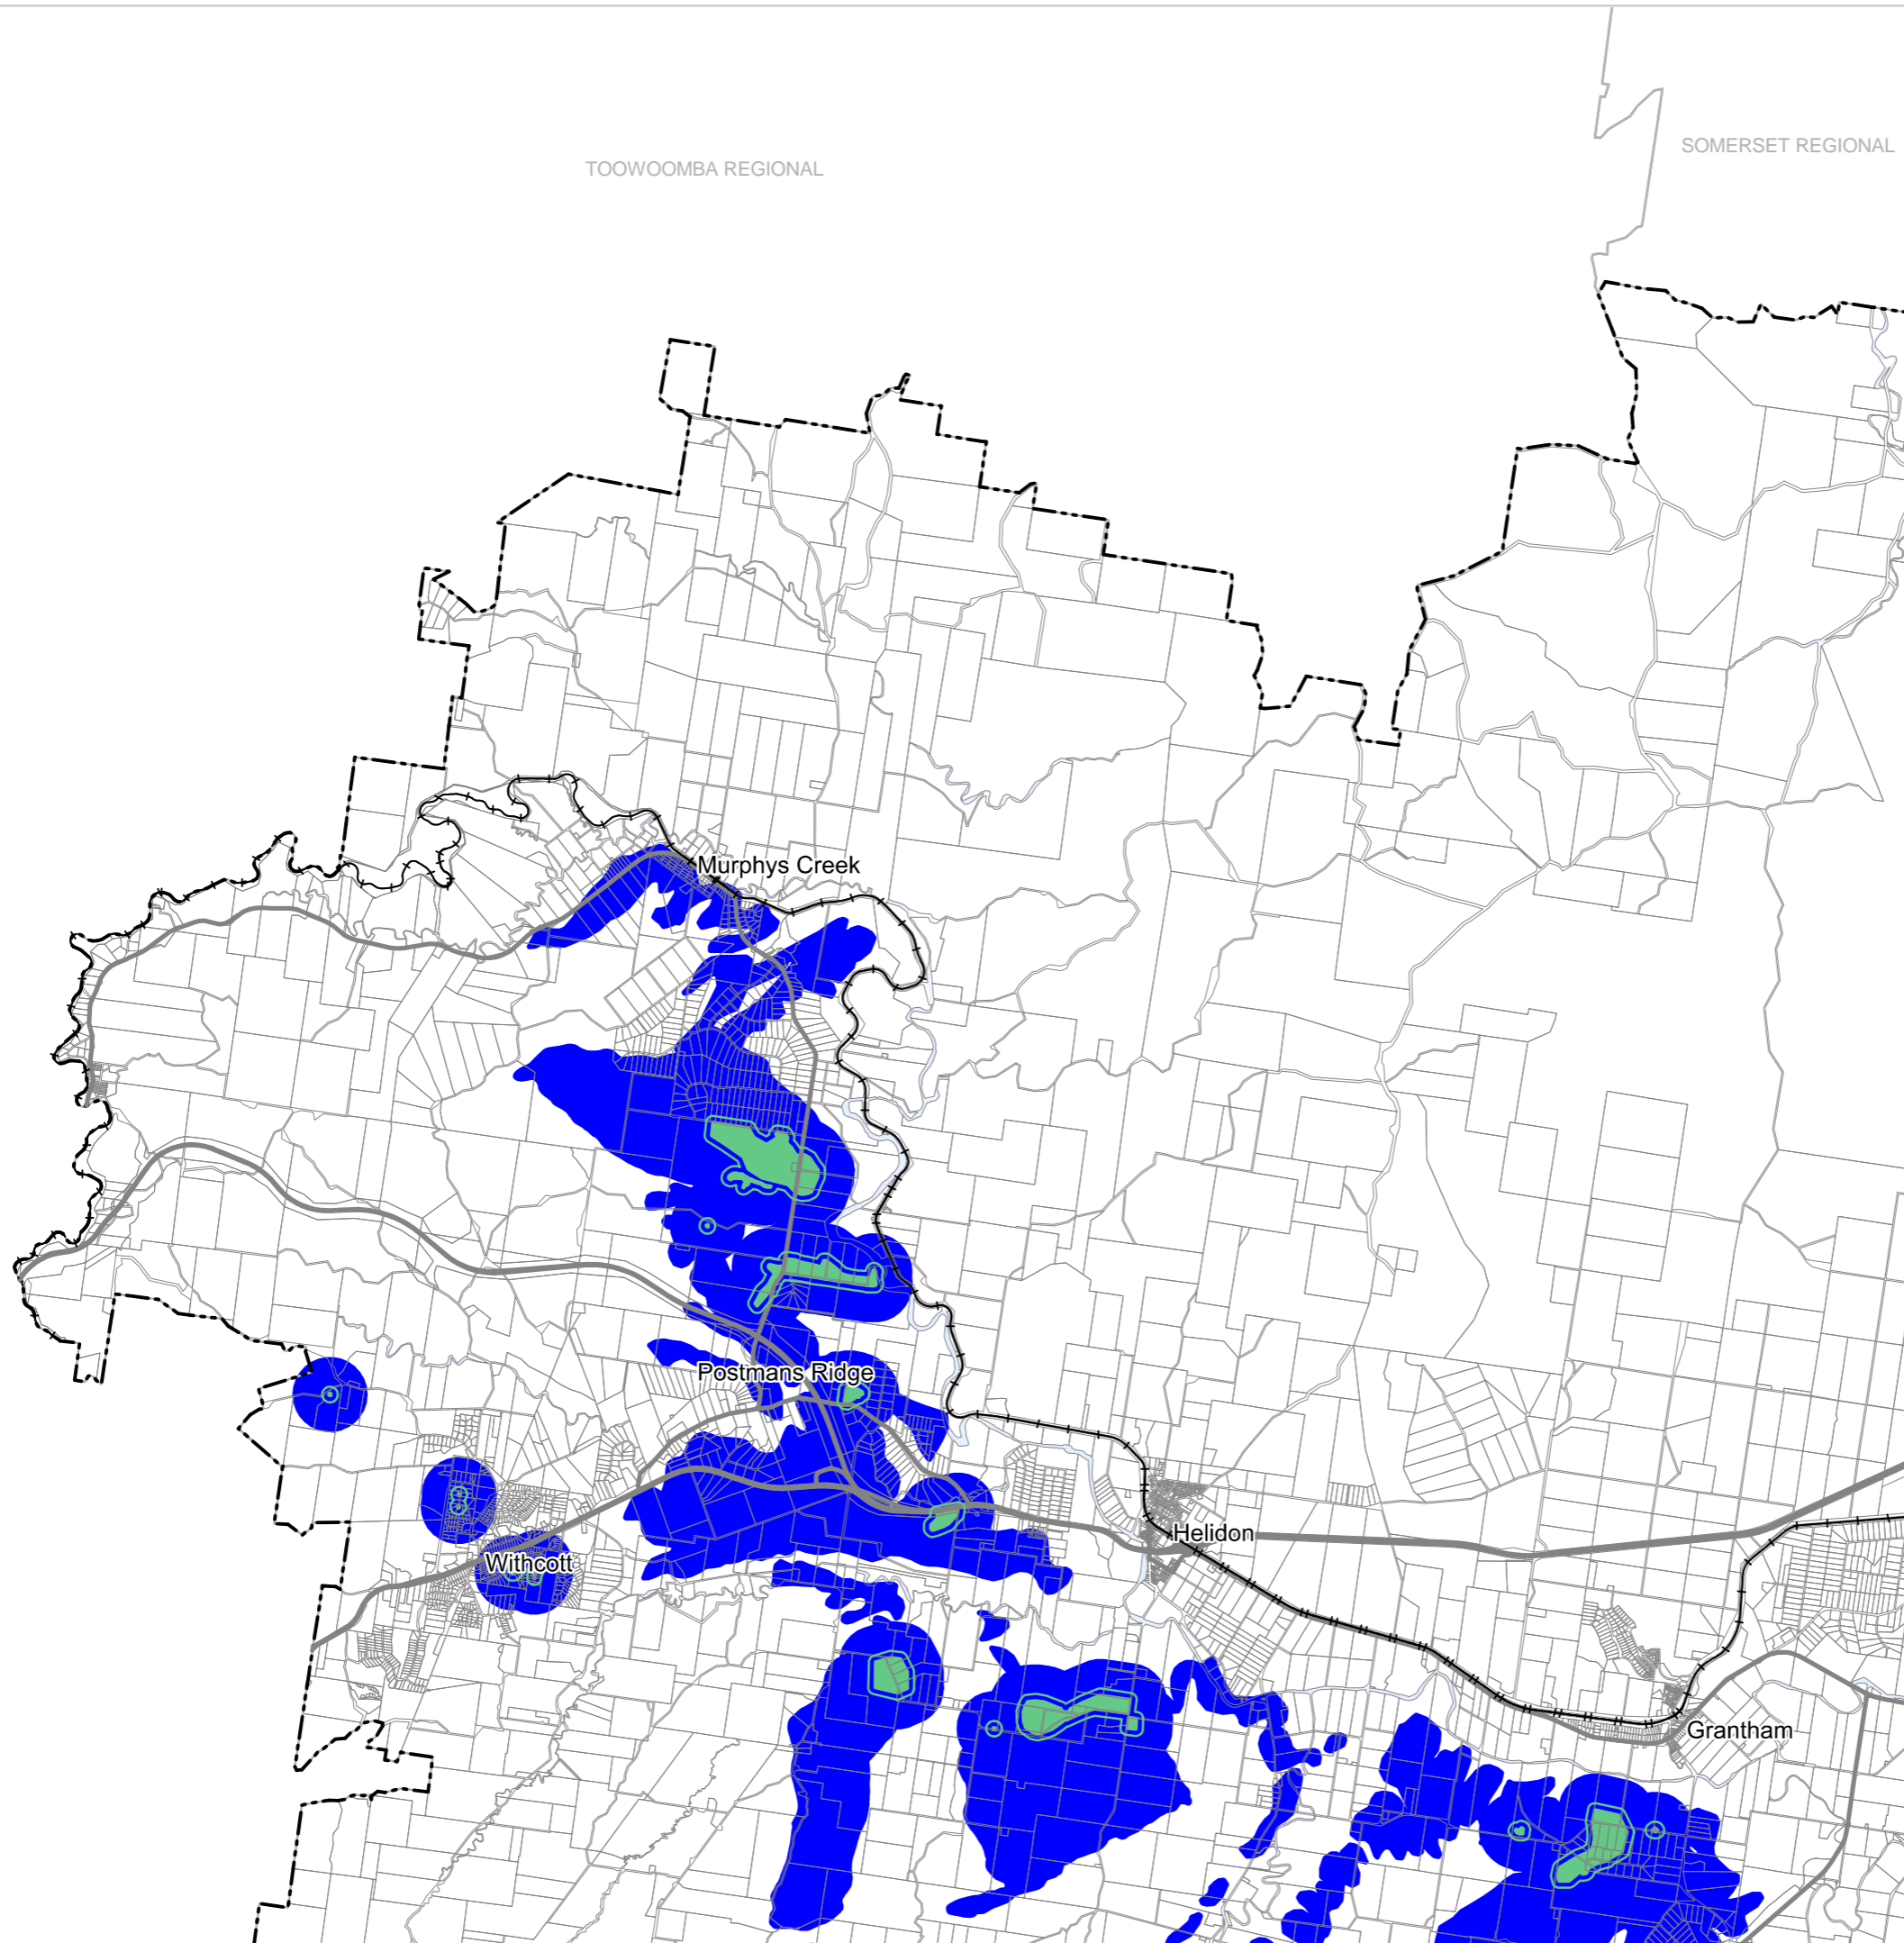 SOMERSET REGIONAL
TOOWOOMBA REGIONAL
Murphys Creek
Postmans Ridge
Helidon
Withcott
Grantham